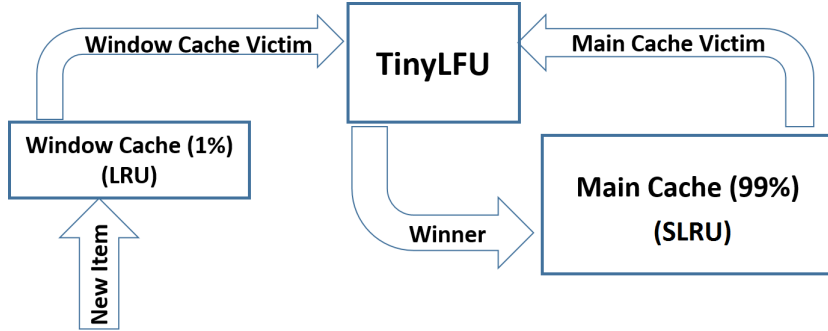 Window Cache Victim
TinyLFU
Main Cache Victim
Window Cache (1%)
(LRU)
Main Cache (99%)
(SLRU)
Winner
New Item